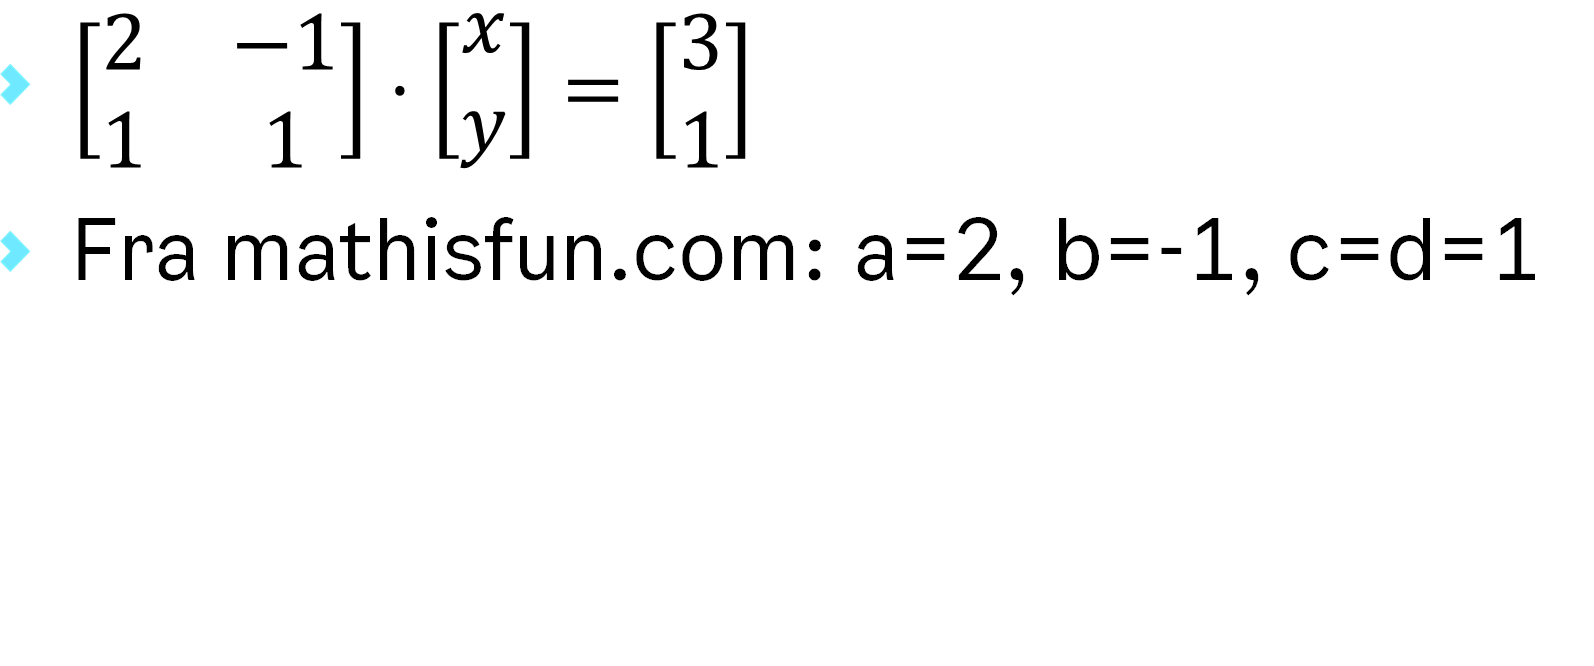 [2 −1
1 1] · [x
y] = [3
1]
Fra mathisfun.com: a=2, b=-1, c=d=1